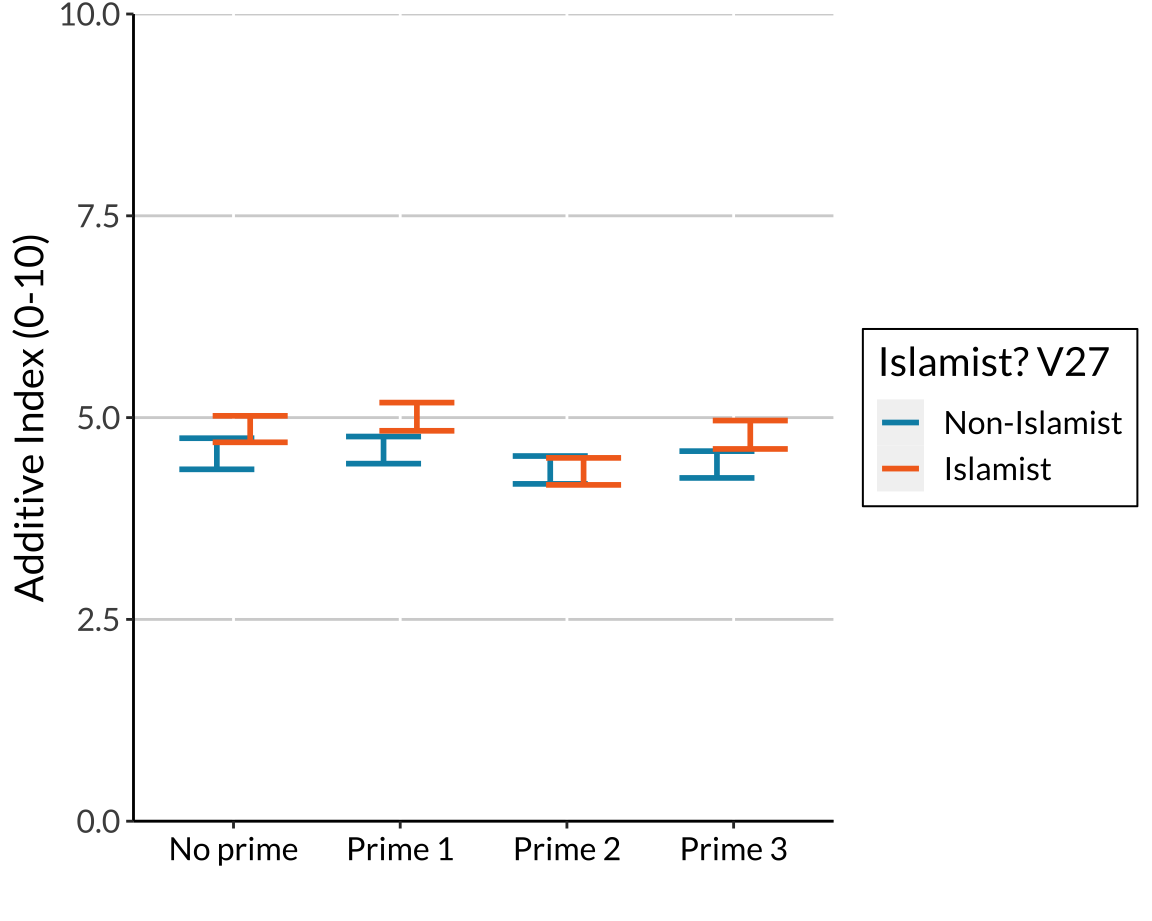 Additive Index (0-10)
10.0
7.5
5.0
2.5
0.0
No prime
Prime 1
Prime 2
Prime 3
Islamist? V27
Non-Islamist
Islamist